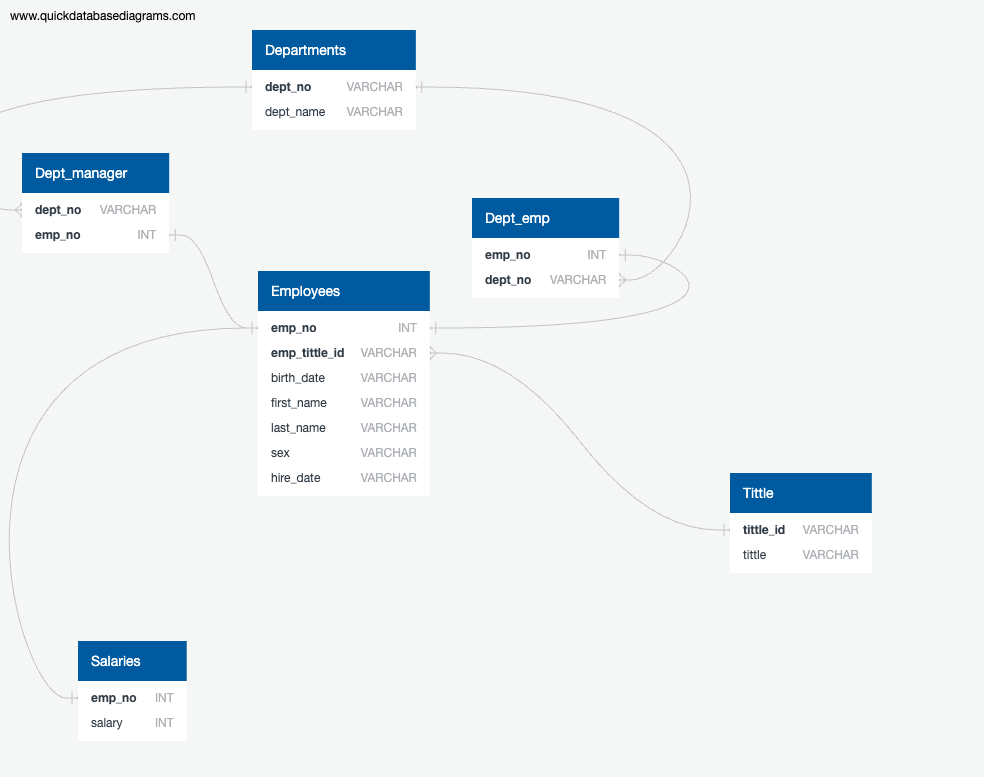 www.quickdatabasediagrams.com
Departments
dept_no VARCHAR
dept_name VARCHAR
Dept_manager
dept_no VARCHAR
emp_no INT
Dept_emp
emp_no INT
dept_no VARCHAR
Employees
emp_no INT
emp_tittle_id VARCHAR
birth_date VARCHAR
first_name VARCHAR
last_name VARCHAR
sex VARCHAR
hire_date VARCHAR
Tittle
tittle_id VARCHAR
tittle VARCHAR
Salaries
emp_no INT
salary INT